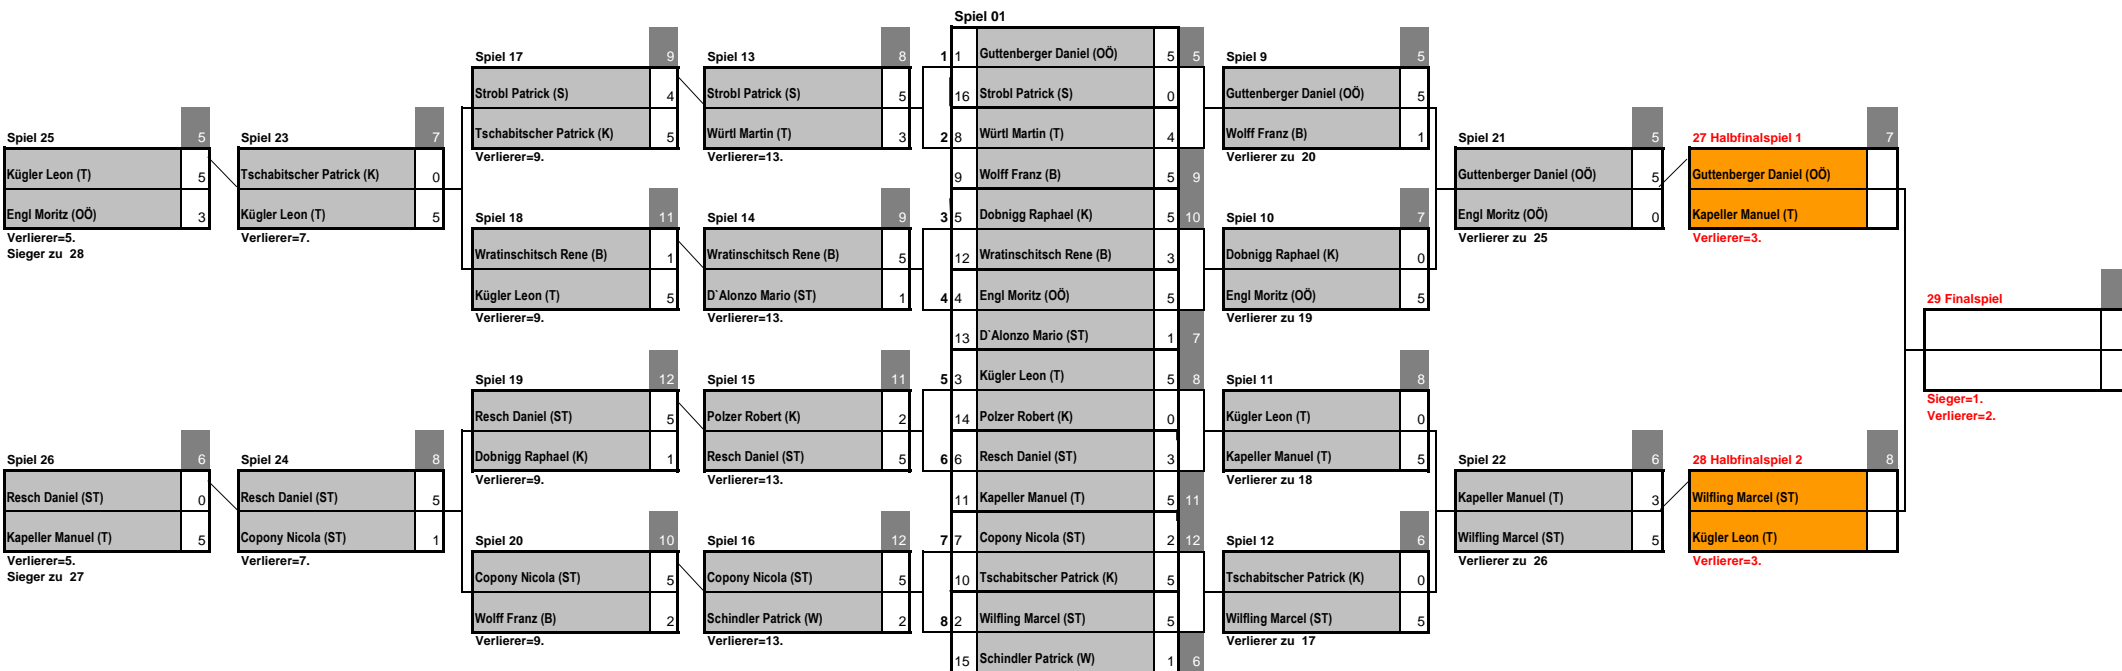 Spiel 01
1 1 Guttenberger Daniel (OÖ) 5 5
16 Strobl Patrick (S) 0
2 8 Würtl Martin (T) 4
9 Wolff Franz (B) 5 9
3 5 Dobnigg Raphael (K) 5 10
12 Wratinschitsch Rene (B) 3
4 4 Engl Moritz (OÖ) 5
13 D`Alonzo Mario (ST) 1 7
5 3 Kügler Leon (T) 5 8
14 Polzer Robert (K) 0
6 6 Resch Daniel (ST) 3
11 Kapeller Manuel (T) 5 11
7 7 Copony Nicola (ST) 2 12
10 Tschabitscher Patrick (K) 5
8 2 Wilfling Marcel (ST) 5
15 Schindler Patrick (W) 1 6
Spiel 25 5
Kügler Leon (T) 5
Engl Moritz (OÖ) 3
Verlierer=5.
Sieger zu 28
Spiel 26 6
Resch Daniel (ST) 0
Kapeller Manuel (T) 5
Verlierer=5.
Sieger zu 27
Spiel 23 7
Tschabitscher Patrick (K) 0
Kügler Leon (T) 5
Verlierer=7.
Spiel 24 8
Resch Daniel (ST) 5
Copony Nicola (ST) 1
Verlierer=7.
Spiel 17 9
Strobl Patrick (S) 4
Tschabitscher Patrick (K) 5
Verlierer=9.
Spiel 18 11
Wratinschitsch Rene (B) 1
Kügler Leon (T) 5
Verlierer=9.
Spiel 19 12
Resch Daniel (ST) 5
Dobnigg Raphael (K) 1
Verlierer=9.
Spiel 20 10
Copony Nicola (ST) 5
Wolff Franz (B) 2
Verlierer=9.
Spiel 13 8
Strobl Patrick (S) 5
Würtl Martin (T) 3
Verlierer=13.
Spiel 14 9
Wratinschitsch Rene (B) 5
D`Alonzo Mario (ST) 1
Verlierer=13.
Spiel 15 11
Polzer Robert (K) 2
Resch Daniel (ST) 5
Verlierer=13.
Spiel 16 12
Copony Nicola (ST) 5
Schindler Patrick (W) 2
Verlierer=13.
Spiel 9 5
Guttenberger Daniel (OÖ) 5
Wolff Franz (B) 1
Verlierer zu 20
Spiel 10 7
Dobnigg Raphael (K) 0
Engl Moritz (OÖ) 5
Verlierer zu 19
Spiel 11 8
Kügler Leon (T) 0
Kapeller Manuel (T) 5
Verlierer zu 18
Spiel 12 6
Tschabitscher Patrick (K) 0
Wilfling Marcel (ST) 5
Verlierer zu 17
Spiel 21 5
Guttenberger Daniel (OÖ) 5
Engl Moritz (OÖ) 0
Verlierer zu 25
Spiel 22 6
Kapeller Manuel (T) 3
Wilfling Marcel (ST) 5
Verlierer zu 26
27 Halbfinalspiel 1 7
Guttenberger Daniel (OÖ)
Kapeller Manuel (T)
Verlierer=3.
28 Halbfinalspiel 2 8
Wilfling Marcel (ST)
Kügler Leon (T)
Verlierer=3.
29 Finalspiel
Sieger=1.
Verlierer=2.